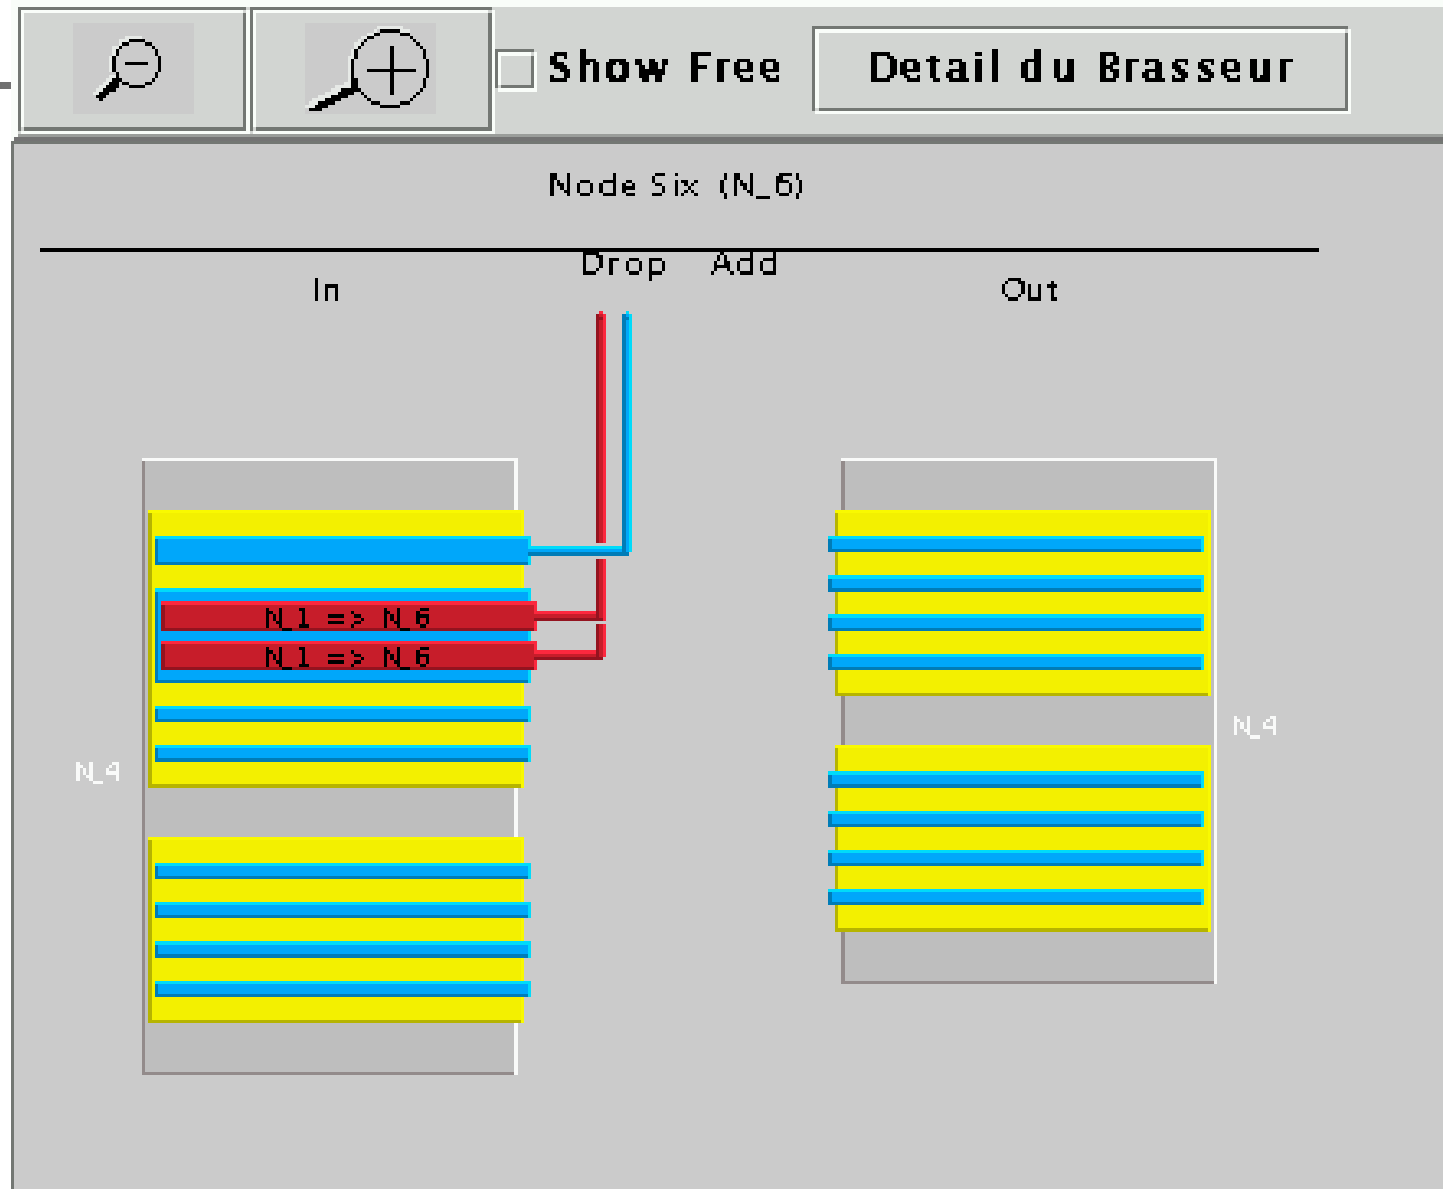 Show Free
Detail du Brasseur
Node Six (N_6)
Drop Add
In
Out
N_1 => N_6
N_1 => N_6
N_4
N_4